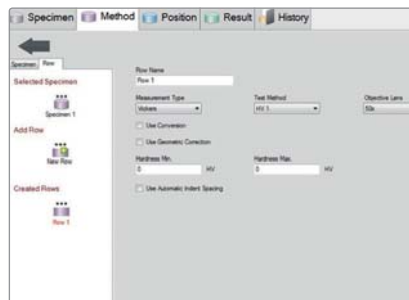 Specimen Method Position Result History
Specimen Row
Selected Specimen
Specimen 1
Add Row
New Row
Created Rows
Row 1
Row Name
Row 1
Measurement Type Test Method Objective Lens
Vickers HV 1 50x
Use Conversion
Use Geometric Correction
Hardness Min. Hardness Max.
0 HV 0 HV
Use Automatic Indent Spacing